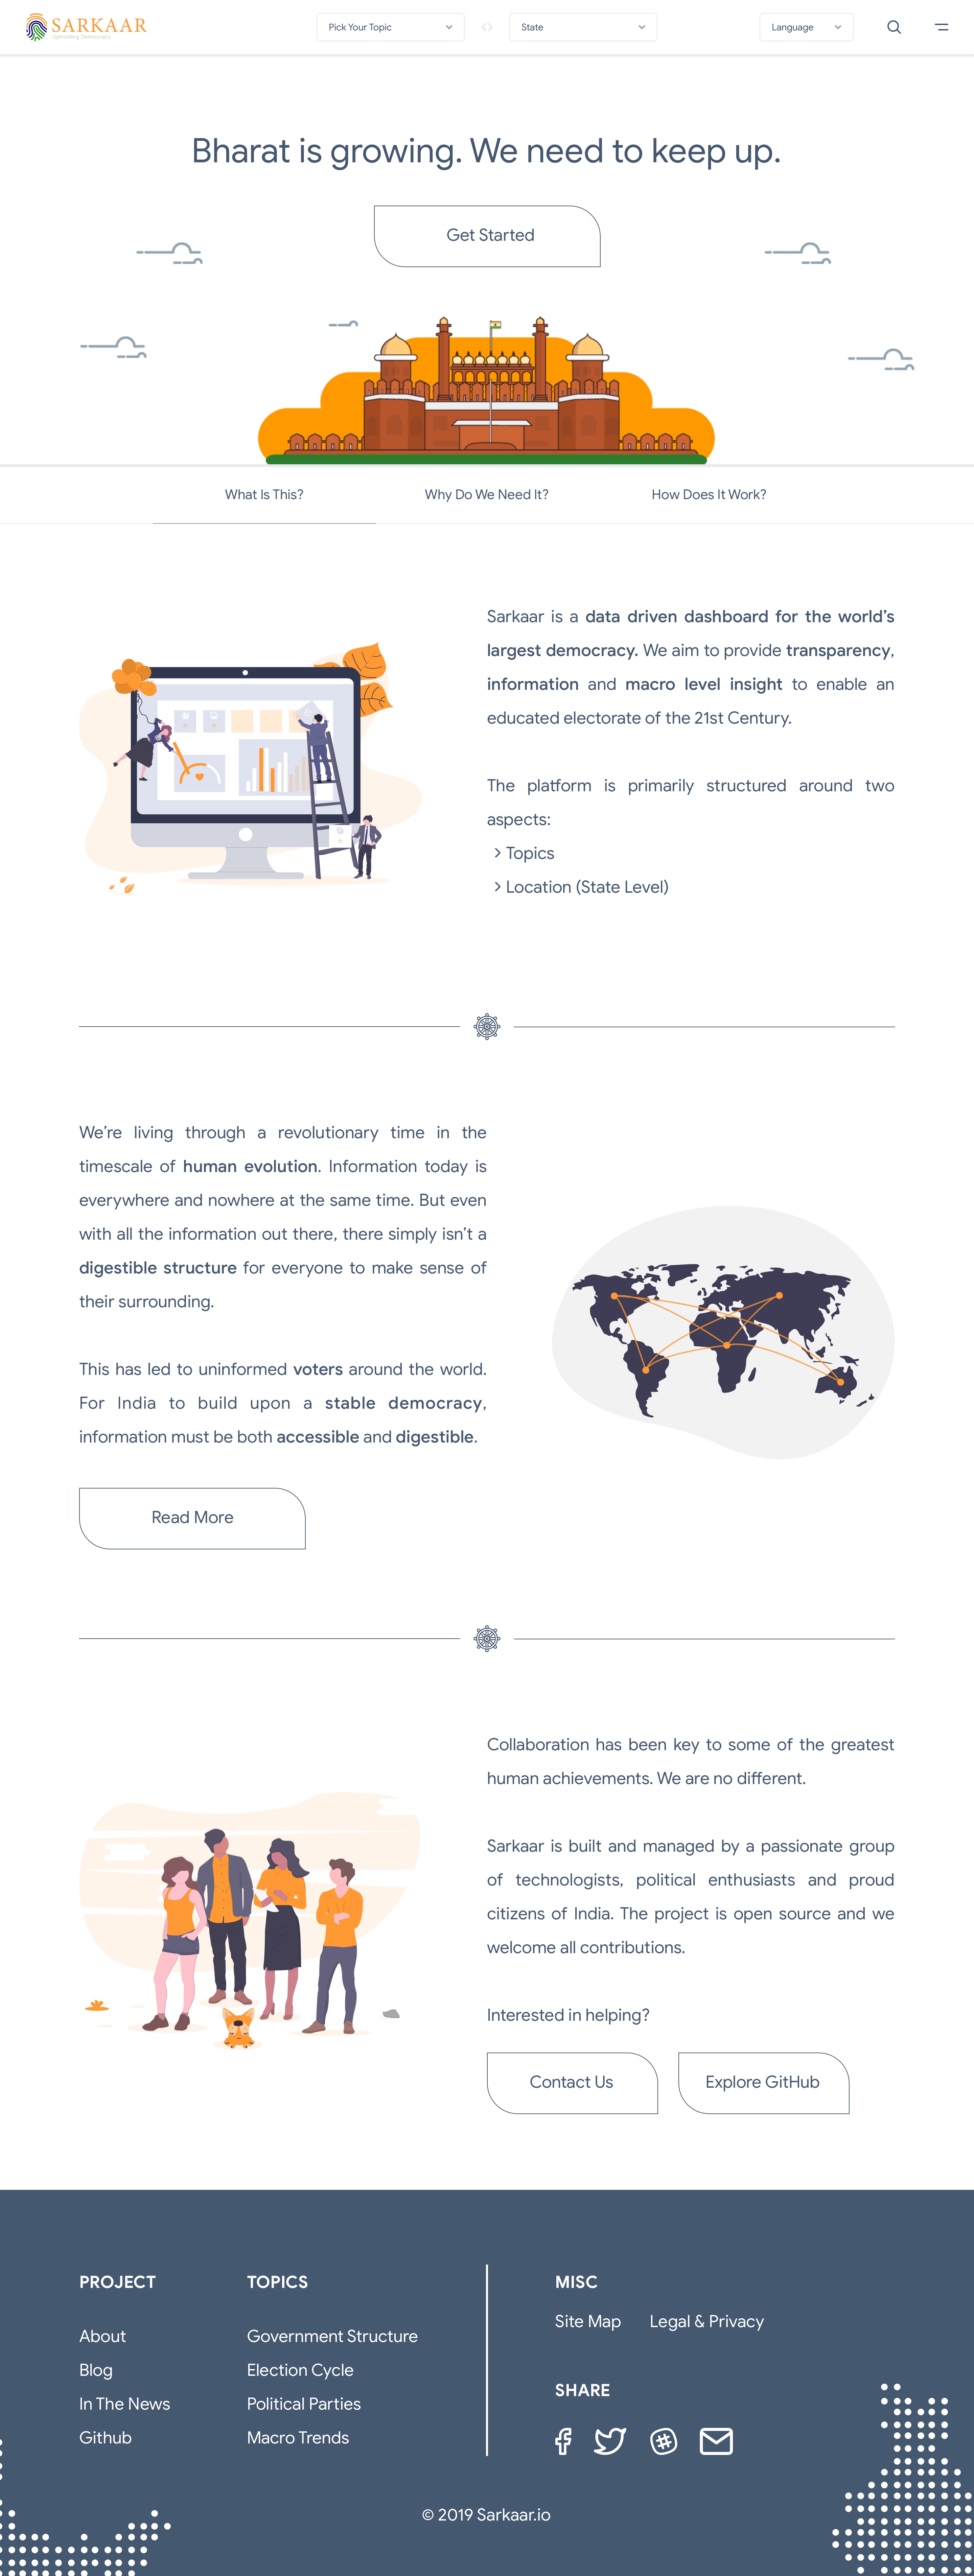 SARKAAR
Upholding Democracy
Pick Your Topic
State
Language
Bharat is growing. We need to keep up.
Get Started
What Is This?
Why Do We Need It?
How Does It Work?
Sarkaar is a data driven dashboard for the world’s
largest democracy. We aim to provide transparency,
information and macro level insight to enable an
educated electorate of the 21st Century.
The platform is primarily structured around two
aspects:
Topics
Location (State Level)
We’re living through a revolutionary time in the
timescale of human evolution. Information today is
everywhere and nowhere at the same time. But even
with all the information out there, there simply isn’t a
digestible structure for everyone to make sense of
their surrounding.
This has led to uninformed voters around the world.
For India to build upon a stable democracy,
information must be both accessible and digestible.
Read More
Collaboration has been key to some of the greatest
human achievements. We are no different.
Sarkaar is built and managed by a passionate group
of technologists, political enthusiasts and proud
citizens of India. The project is open source and we
welcome all contributions.
Interested in helping?
Contact Us
Explore GitHub
PROJECT
About
Blog
In The News
Github
TOPICS
Government Structure
Election Cycle
Political Parties
Macro Trends
MISC
Site Map
Legal & Privacy
SHARE
© 2019 Sarkaar.io